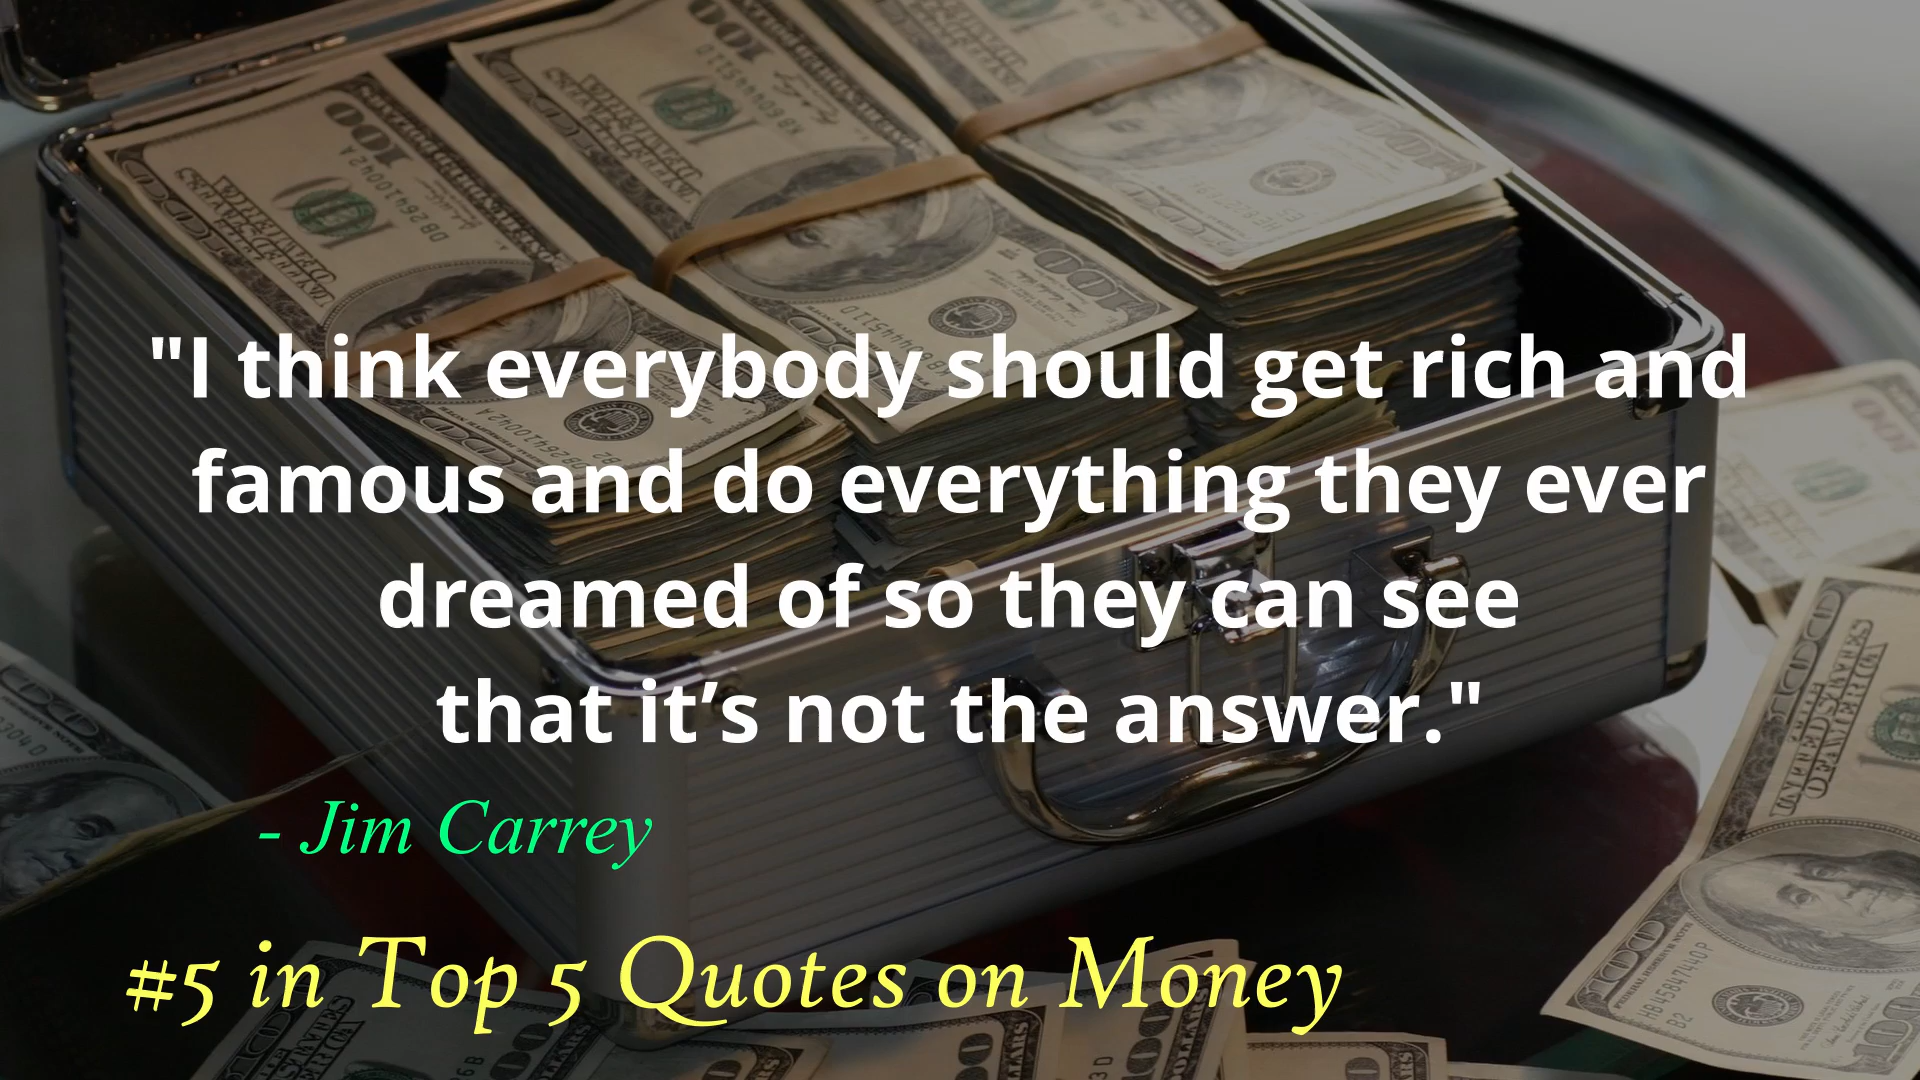 "I think everybody should get rich and
famous and do everything they ever
dreamed of so they can see
that it’s not the answer."
- Jim Carrey
#5 in Top 5 Quotes on Money